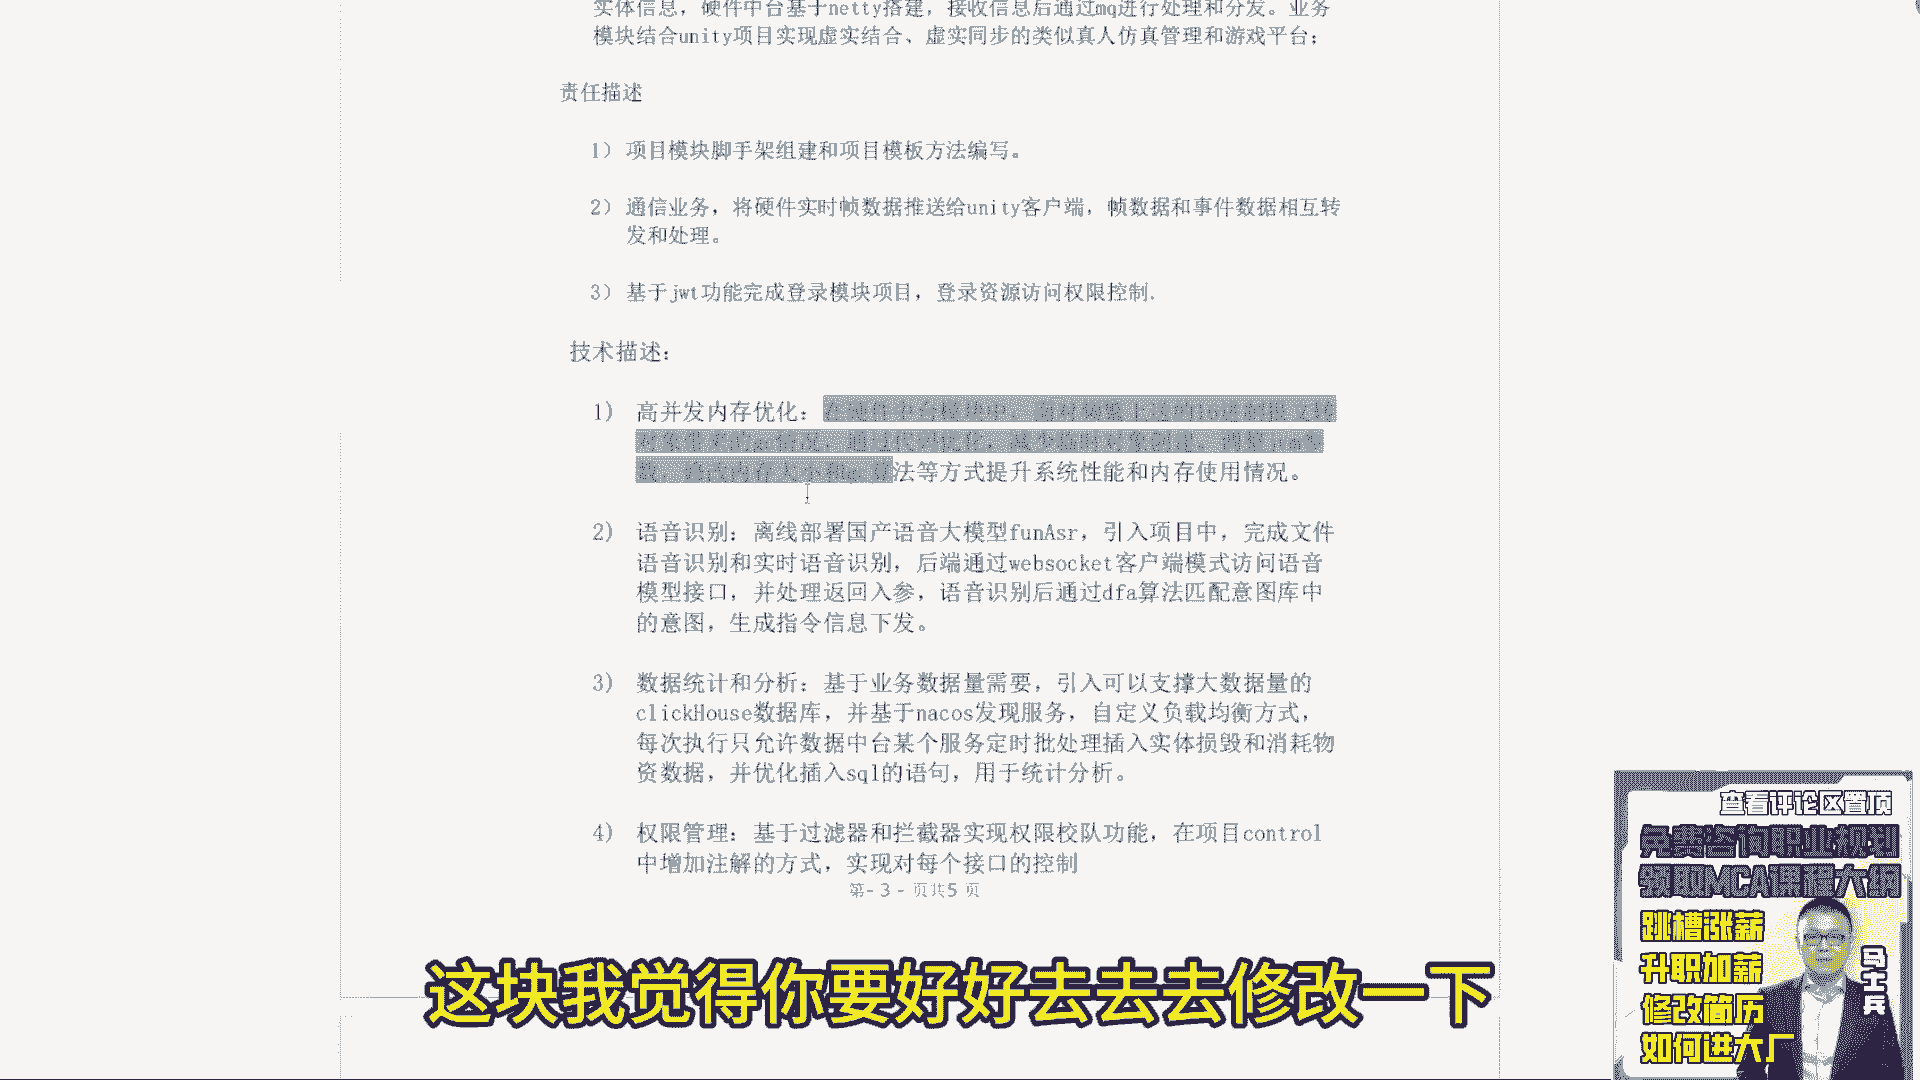 实体信息，硬件中台基于netty搭建，接收信息后通过mq进行处理和分发。业务
模块结合unity项目实现虚实结合、虚实同步的类似真人仿真管理和游戏平台；
责任描述
1） 项目模块脚手架组建和项目模板方法编写。
2） 通信业务，将硬件实时帧数据推送给unity客户端，帧数据和事件数据相互转
发和处理。
3） 基于jwt功能完成登录模块项目，登录资源访问权限控制.
技术描述：
1) 高并发内存优化：
法等方式提升系统性能和内存使用情况。
2) 语音识别：离线部署国产语音大模型funAsr，引入项目中，完成文件
语音识别和实时语音识别，后端通过websocket客户端模式访问语音
模型接口，并处理返回入参，语音识别后通过dfa算法匹配意图库中
的意图，生成指令信息下发。
3) 数据统计和分析：基于业务数据量需要，引入可以支撑大数据量的
clickHouse数据库，并基于nacos发现服务，自定义负载均衡方式，
每次执行只允许数据中台某个服务定时批处理插入实体损毁和消耗物
资数据，并优化插入sql的语句，用于统计分析。
4) 权限管理：基于过滤器和拦截器实现权限校队功能，在项目control
中增加注解的方式，实现对每个接口的控制
第- 3 - 页共5 页
这块我觉得你要好好去去去修改一下
查看评论区置顶
免费咨询职业规划
领取MCA课程大纲
跳槽涨薪
升职加薪
修改简历
如何进大厂
马士兵